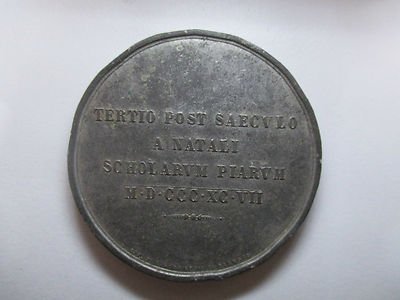 TERTIO POST SAECVLO
A NATALI
SCHOLARVM PIARVM
M·D·CCC·XC·VII